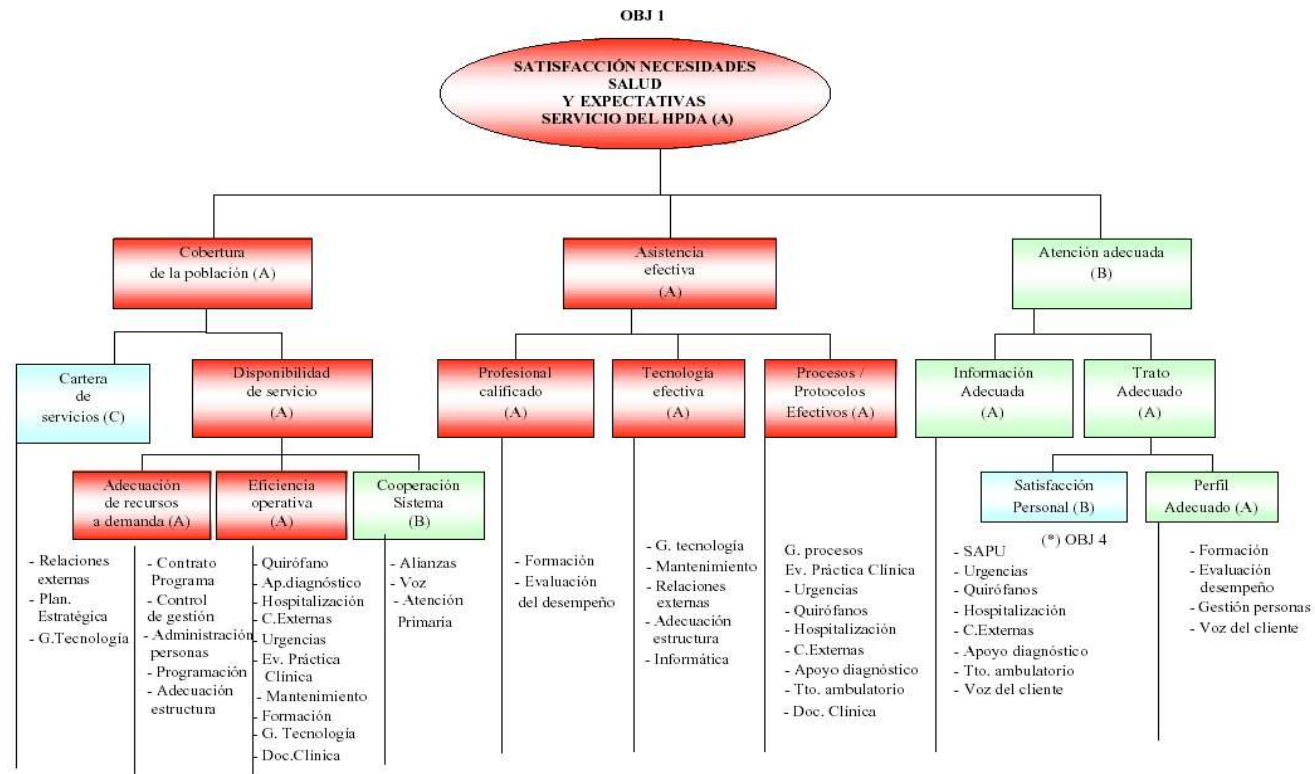 OBJ 1
SATISFACCIÓN NECESIDADES
SALUD
Y EXPECTATIVAS
SERVICIO DEL HPDA (A)
Cobertura
de la población (A)
Asistencia
efectiva
(A)
Atención adecuada
(B)
Cartera
de
servicios (C)
Disponibilidad
de servicio
(A)
Profesional
calificado
(A)
Tecnología
efectiva
(A)
Procesos /
Protocolos
Efectivos (A)
Información
Adecuada
(A)
Trato
Adecuado
(A)
Adecuación
de recursos
a demanda (A)
Eficiencia
operativa
(A)
Cooperación
Sistema
(B)
Satisfacción
Personal (B)
(*) OBJ 4
Perfil
Adecuado (A)
- Relaciones
externas
- Plan.
Estratégica
- G.Tecnología
- Contrato
Programa
- Control
de gestión
- Administración
personas
- Programación
- Adecuación
estructura
- Quirófano
- Ap.diagnóstico
- Hospitalización
- C.Externas
- Urgencias
- Ev. Práctica
Clínica
- Mantenimiento
- Formación
- G. Tecnología
- Doc.Clínica
- Alianzas
- Voz
- Atención
Primaria
- Formación
- Evaluación
del desempeño
- G. tecnología
- Mantenimiento
- Relaciones
externas
- Adecuación
estructura
- Informática
G. procesos
Ev. Práctica Clínica
- Urgencias
- Quirófanos
- Hospitalización
- C.Externas
- Apoyo diagnóstico
- Tto. ambulatorio
- Doc. Clínica
- SAPU
- Urgencias
- Quirófanos
- Hospitalización
- C.Externas
- Apoyo diagnóstico
- Tto. ambulatorio
- Voz del cliente
- Formación
- Evaluación
desempeño
- Gestión personas
- Voz del cliente